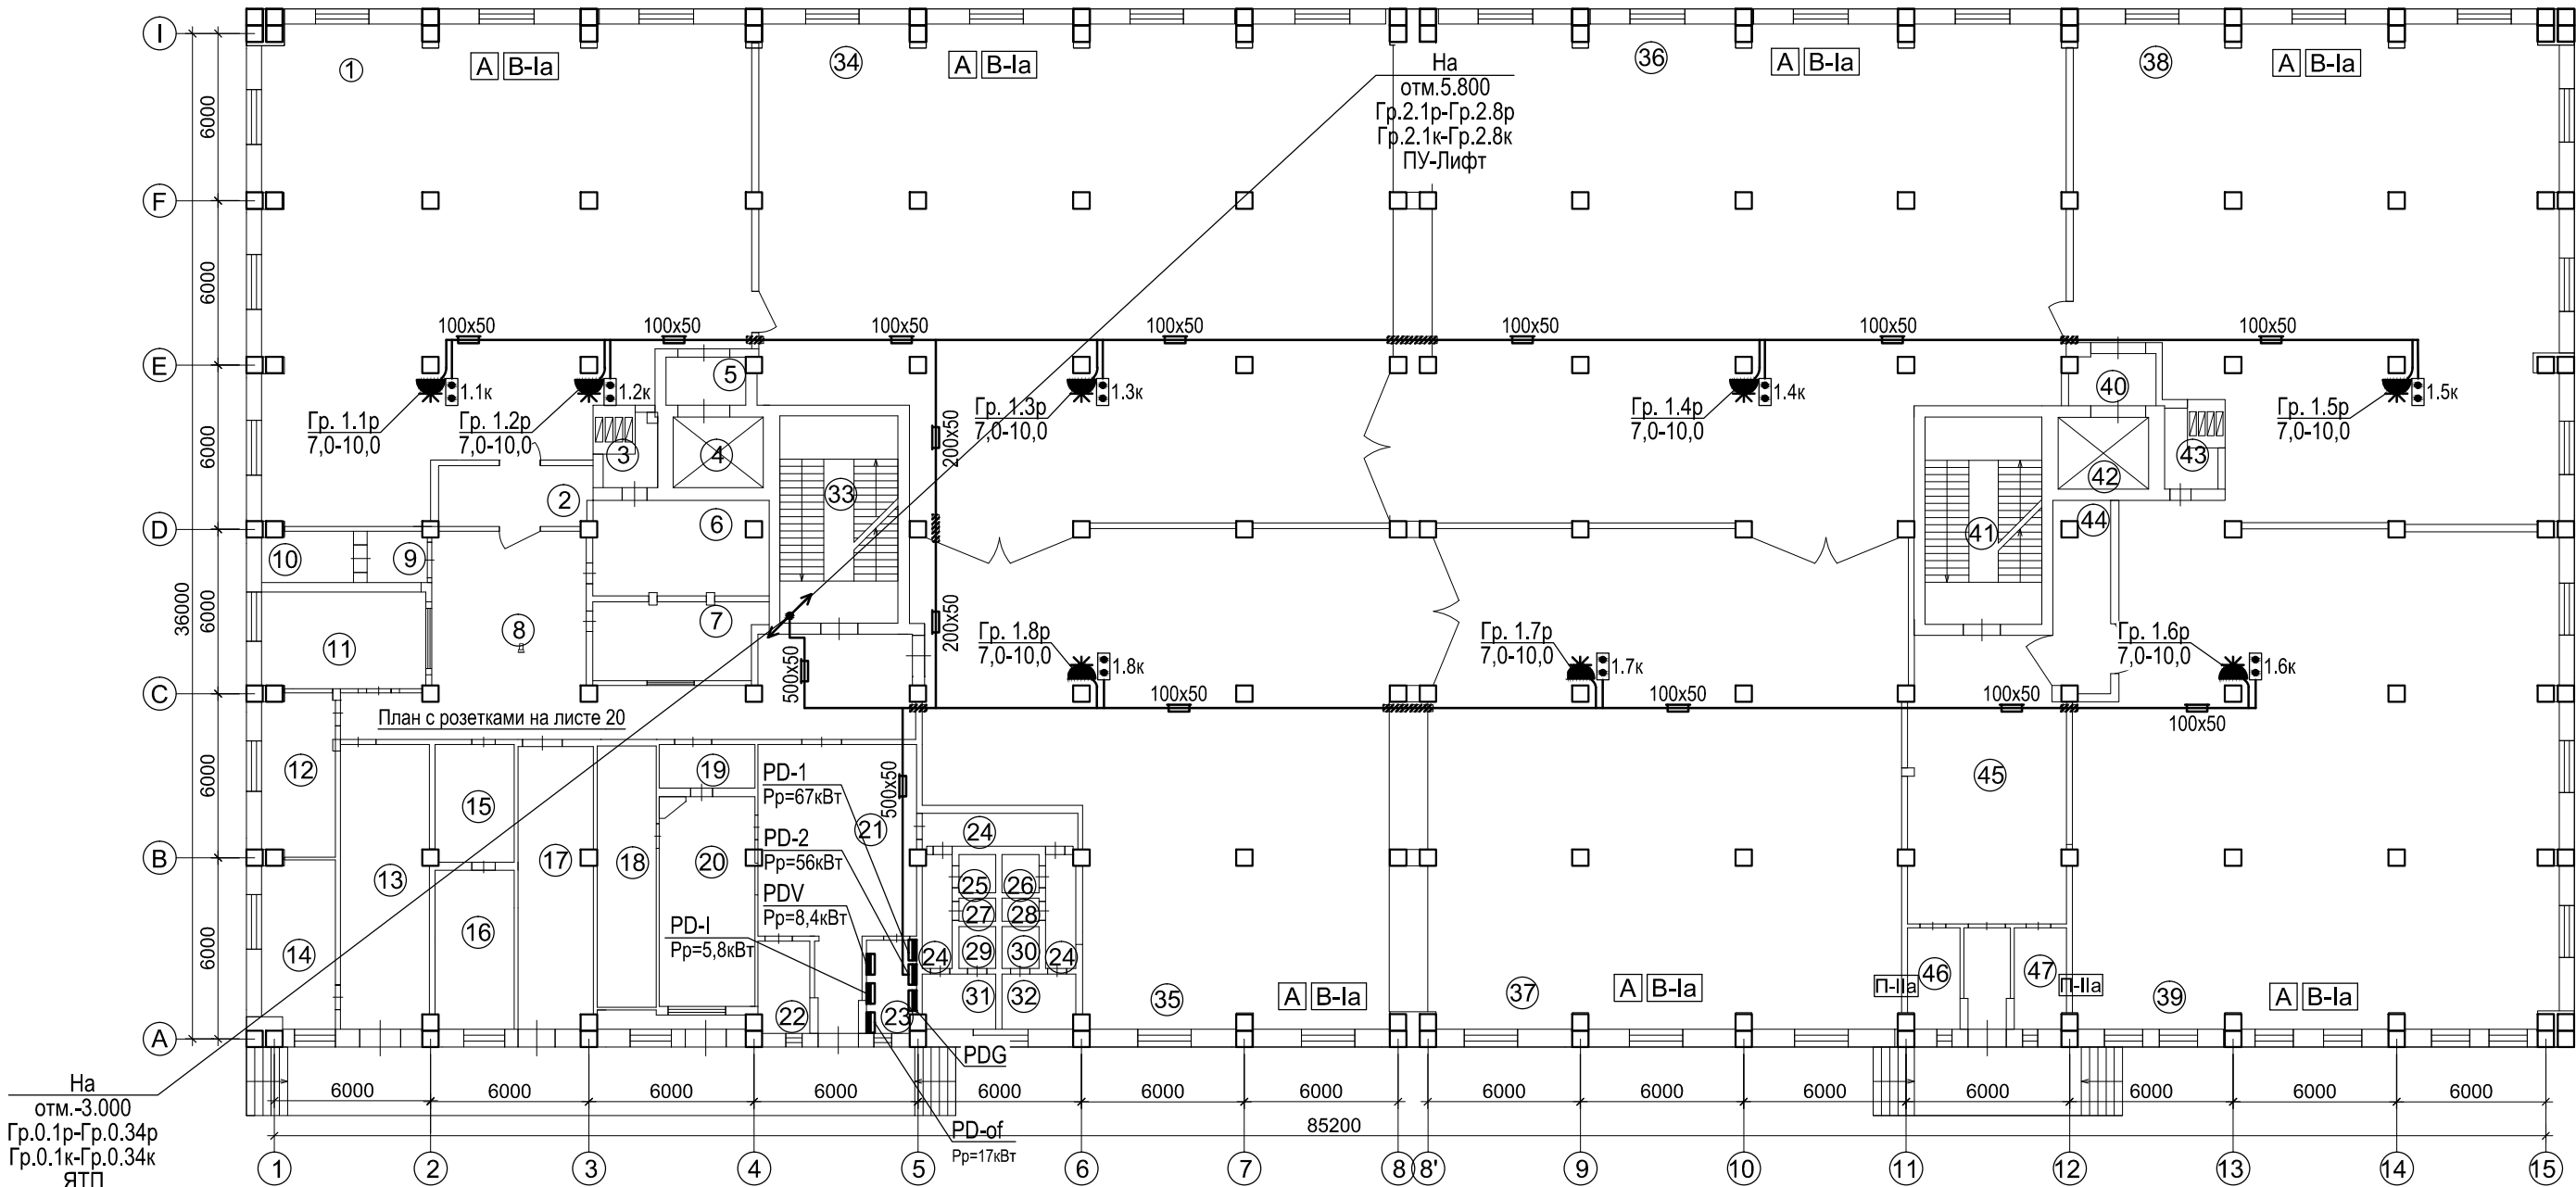 I
1
A B-Ia
34
A B-Ia
На
отм.5.800
Гр.2.1р-Гр.2.8р
Гр.2.1к-Гр.2.8к
ПУ-Лифт
36
A B-Ia
38
A B-Ia
6000
F
6000
100x50
100x50
100x50
100x50
100x50
100x50
100x50
E
5
40
1.1к
1.2к
1.3к
1.4к
1.5к
Гр. 1.1р
7,0-10,0
Гр. 1.2р
7,0-10,0
Гр. 1.3р
7,0-10,0
Гр. 1.4р
7,0-10,0
Гр. 1.5р
7,0-10,0
6000
200x50
3
4
33
42
43
2
6
D
41
44
10
9
36000
6000
7
8
11
200x50
500x50
Гр. 1.8р
7,0-10,0
1.8к
Гр. 1.7р
7,0-10,0
1.7к
Гр. 1.6р
7,0-10,0
1.6к
C
100x50
100x50
100x50
100x50
План с розетками на листе 20
6000
12
19
PD-1
Pp=67кВт
500x50
45
15
21
PD-2
Pp=56кВт
24
B
13
17
18
20
25
26
PDV
Pp=8,4кВт
27
28
PD-I
Pp=5,8кВт
6000
16
14
24
29
30
24
46
47
П-IIa
П-IIa
31
32
35
A B-Ia
37
A B-Ia
39
A B-Ia
22
23
A
PDG
На
отм.-3.000
Гр.0.1р-Гр.0.34р
Гр.0.1к-Гр.0.34к
ЯТП
6000
6000
6000
6000
6000
6000
6000
6000
6000
6000
6000
6000
6000
6000
85200
PD-of
Pp=17кВт
1
2
3
4
5
6
7
8
8'
9
10
11
12
13
14
15